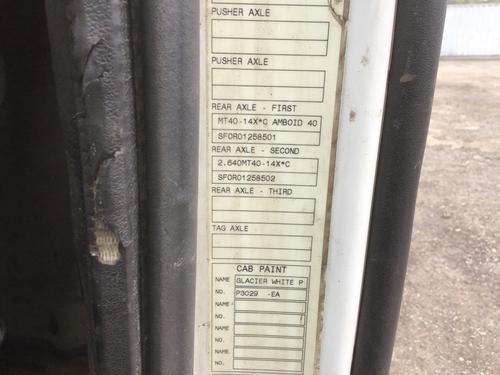 PUSHER AXLE
PUSHER AXLE
REAR AXLE - FIRST
MT40-14X*C AMBOID 40
SFOR01258501
REAR AXLE - SECOND
2.64DMT40-14X*C
SFOR01258502
REAR AXLE - THIRD
TAG AXLE
CAB PAINT
NAME GLACIER WHITE P
NO. P3029 -EA
NAME
NO.
NAME
NO.
NAME
NO.